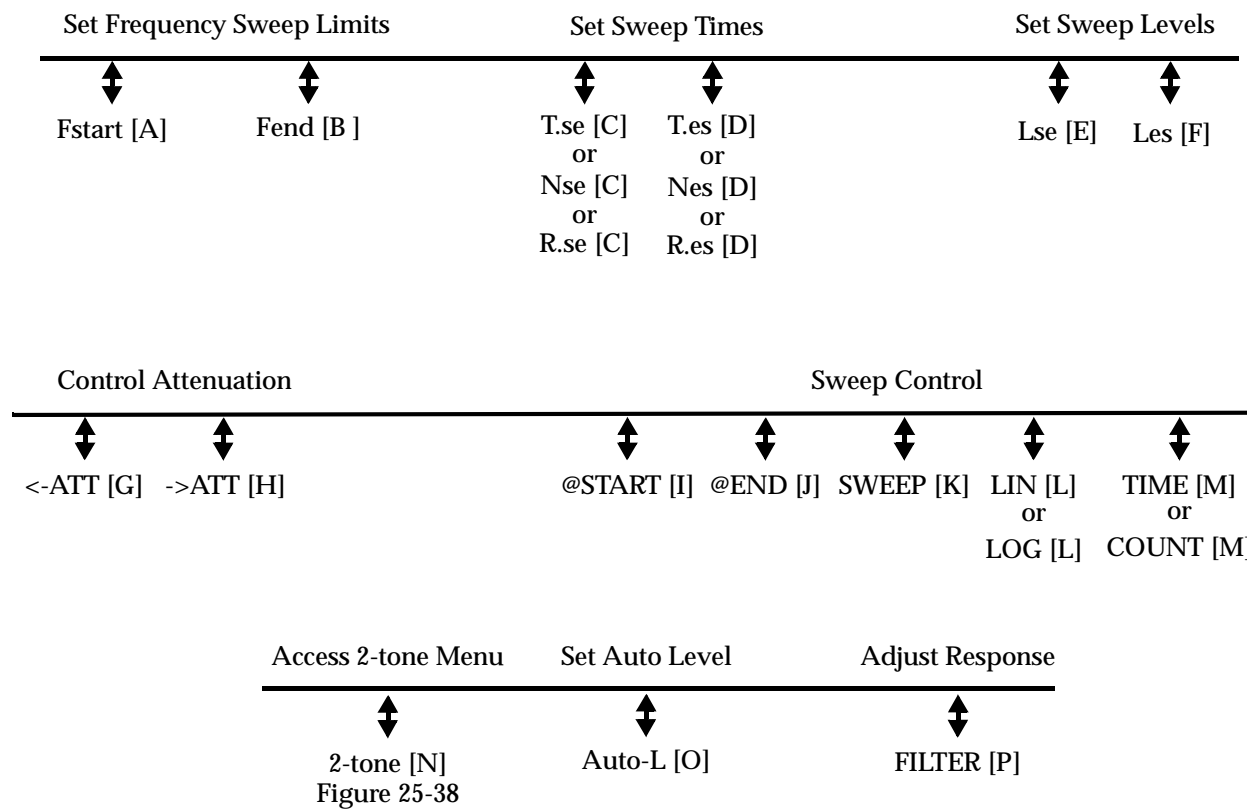 Set Frequency Sweep Limits
Set Sweep Times
Set Sweep Levels
Fstart [A]
Fend [B ]
T.se [C]
or
Nse [C]
or
R.se [C]
T.es [D]
or
Nes [D]
or
R.es [D]
Lse [E]
Les [F]
Control Attenuation
Sweep Control
<-ATT [G]
->ATT [H]
@START [I]
@END [J]
SWEEP [K]
LIN [L]
or
LOG [L]
TIME [M]
or
COUNT [M]
Access 2-tone Menu
Set Auto Level
Adjust Response
2-tone [N]
Figure 25-38
Auto-L [O]
FILTER [P]